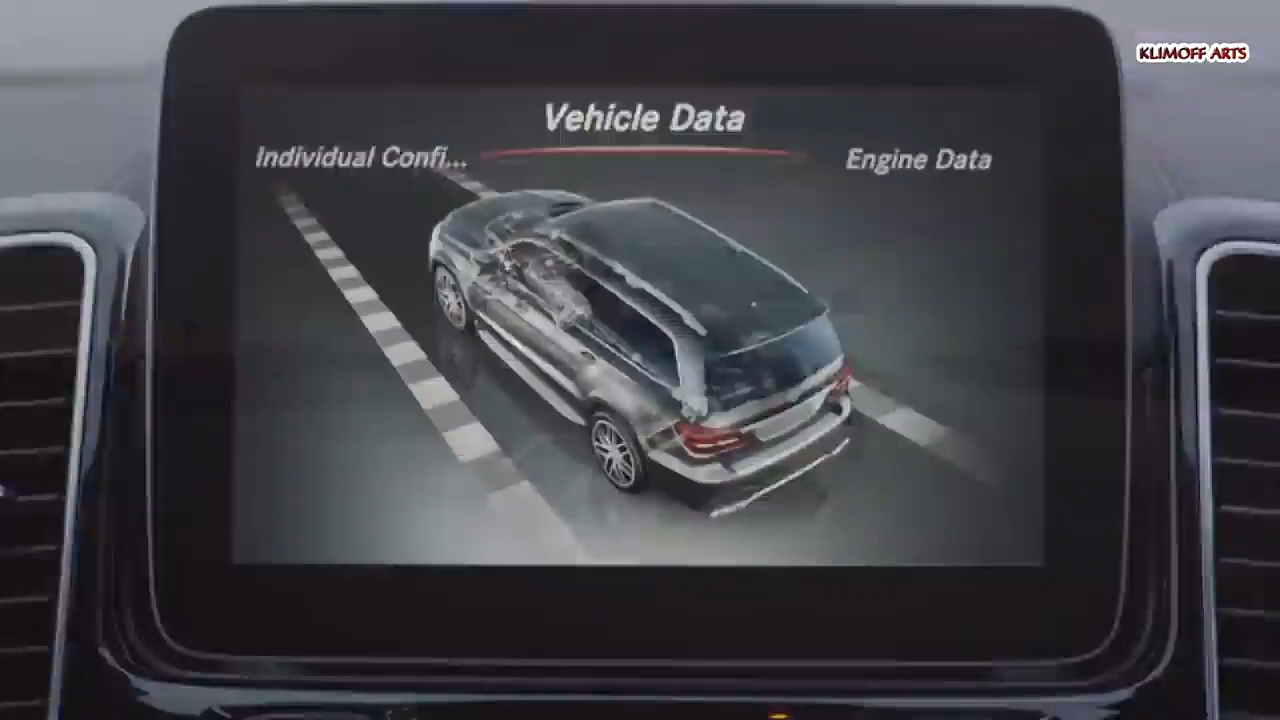 KLIMOFF ARTS
Vehicle Data
Individual Confi...
Engine Data